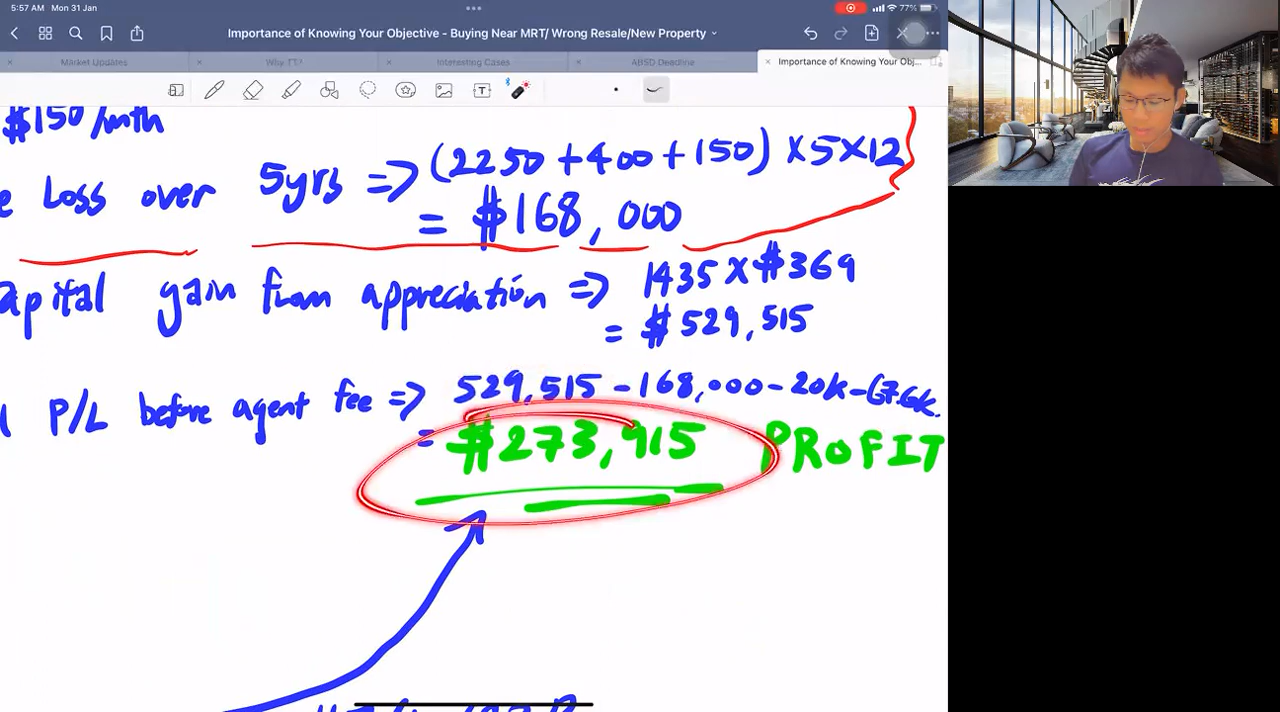 5:57 AM Mon 31 Jan
77%
Importance of Knowing Your Objective - Buying Near MRT/ Wrong Resale/New Property
Market Updates
Why TT?
Interesting Cases
ABSD Deadline
Importance of Knowing Your Obj...
$150/mth
e Loss over 5yrs => (2250 + 400 + 150) x 5 x 12
= $168,000
apital gain from appreciation => 1435 x $369
= $529,515
P/L before agent fee => 529,515 - 168,000 - 20k - 67.6k
= $273,915 PROFIT